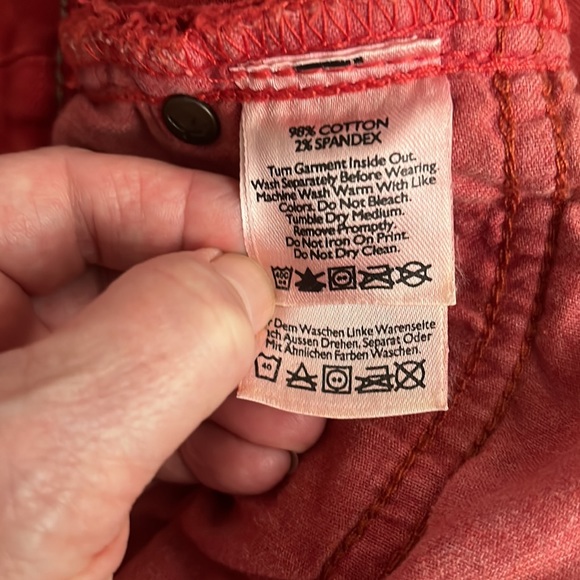 98% COTTON
2% SPANDEX
Turn Garment Inside Out.
Wash Separately Before Wearing.
Machine Wash Warm With Like
Colors. Do Not Bleach.
Tumble Dry Medium.
Remove Promptly.
Do Not Iron On Print.
Do Not Dry Clean.
Dem Waschen Linke Warenseite
ach Aussen Drehen. Separat Oder
Mit Ähnlichen Farben Waschen.
40